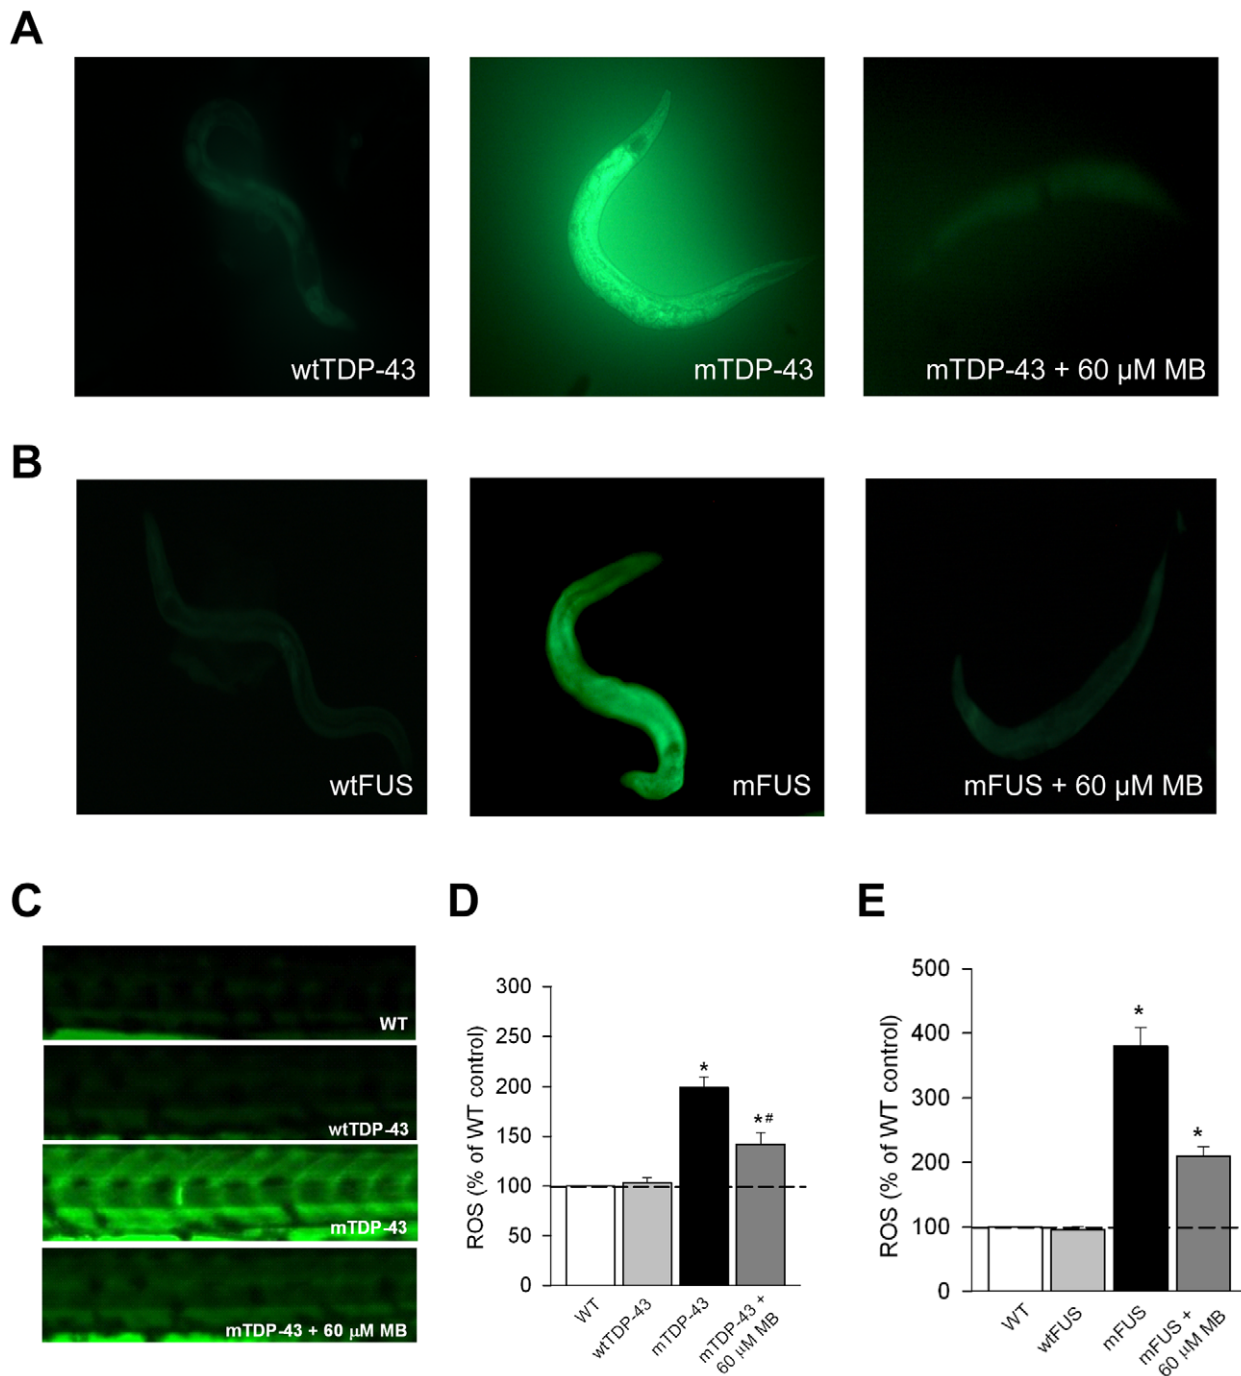 A
wtTDP-43
mTDP-43
mTDP-43 + 60 µM MB
B
wtFUS
mFUS
mFUS + 60 µM MB
C
WT
wtTDP-43
mTDP-43
mTDP-43 + 60 µM MB
D
ROS (% of WT control)
300
250
200
150
100
50
0
*
*#
WT
wtTDP-43
mTDP-43
mTDP-43 +
60 µM MB
E
ROS (% of WT control)
500
400
300
200
100
0
*
*
WT
wtFUS
mFUS
mFUS +
60 µM MB